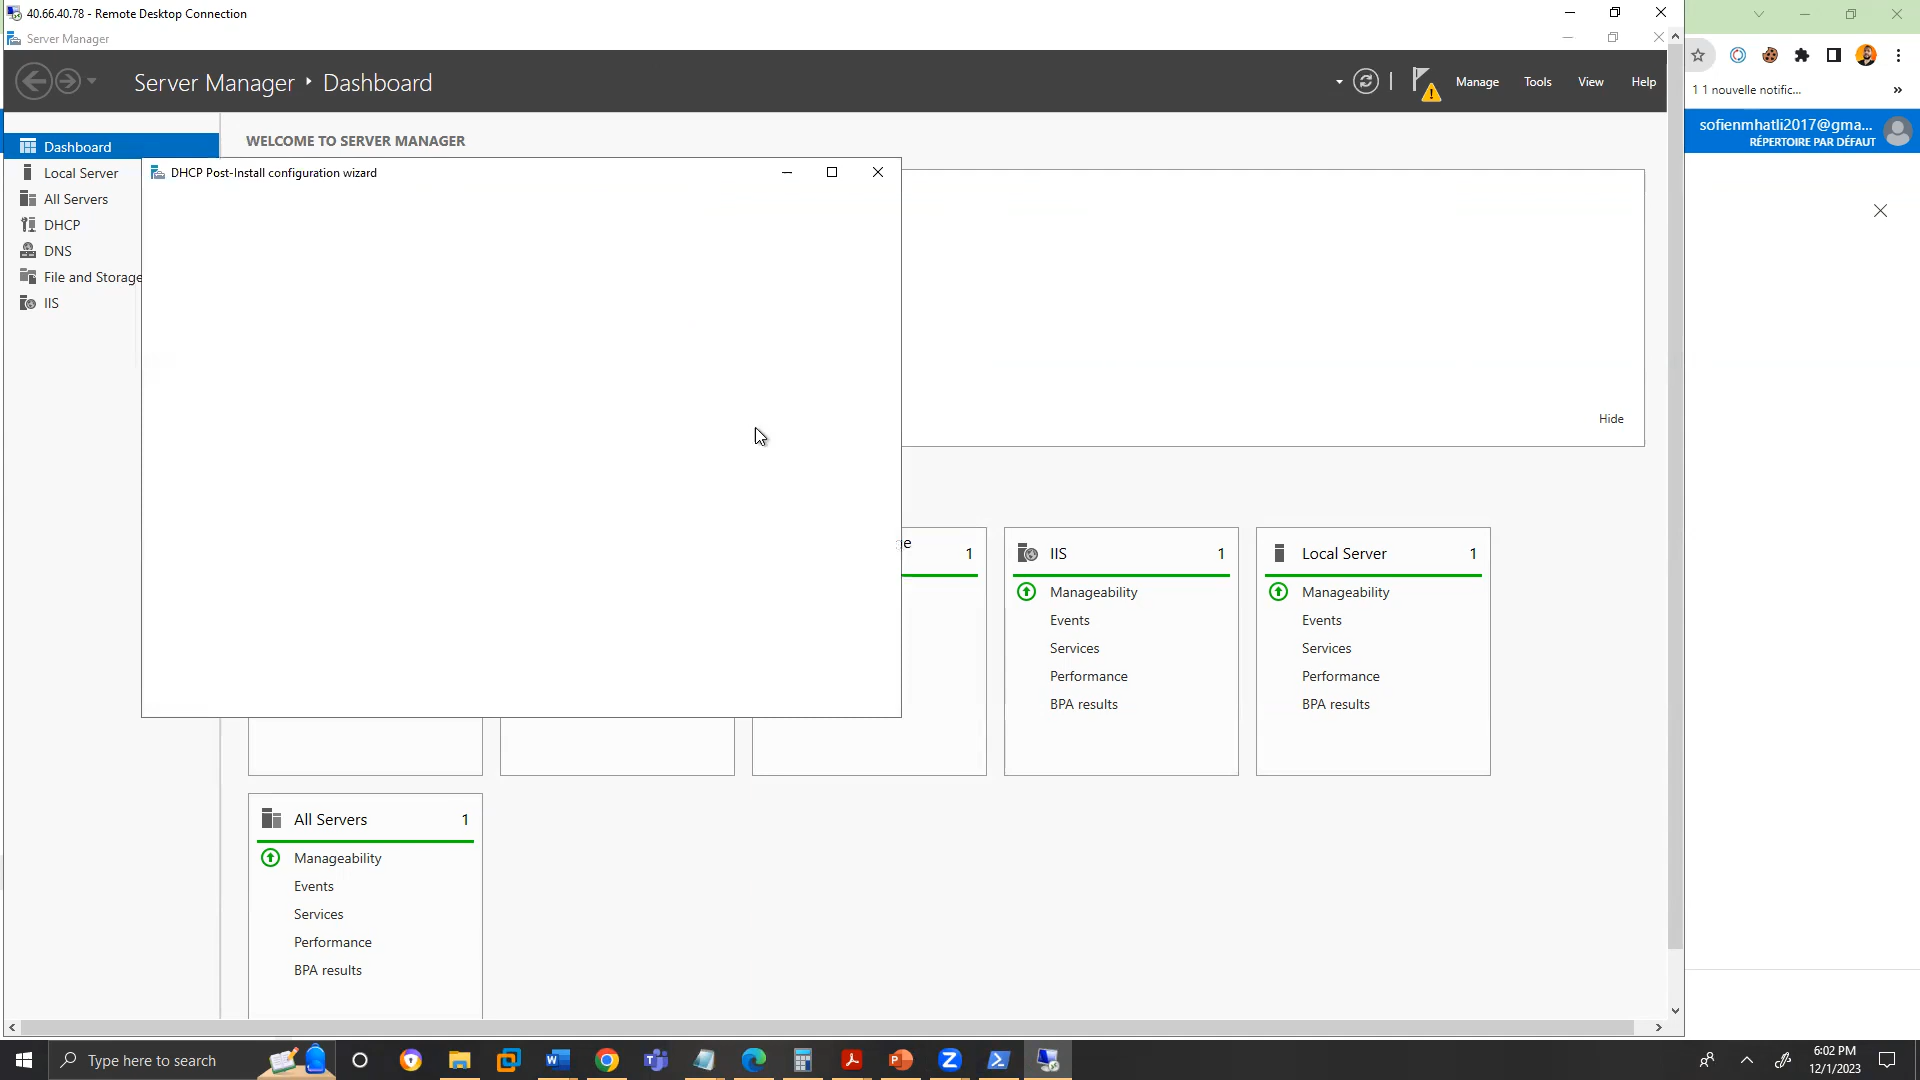 40.66.40.78 - Remote Desktop Connection
Server Manager
Server Manager Dashboard
Manage Tools View Help
1 1 nouvelle notific...
»
sofienmhatli2017@gma...
RÉPERTOIRE PAR DÉFAUT
Dashboard
Local Server
All Servers
DHCP
DNS
File and Storage
IIS
WELCOME TO SERVER MANAGER
DHCP Post-Install configuration wizard
Hide
1
IIS 1
Manageability
Events
Services
Performance
BPA results
Local Server 1
Manageability
Events
Services
Performance
BPA results
All Servers 1
Manageability
Events
Services
Performance
BPA results
Type here to search
6:02 PM
12/1/2023